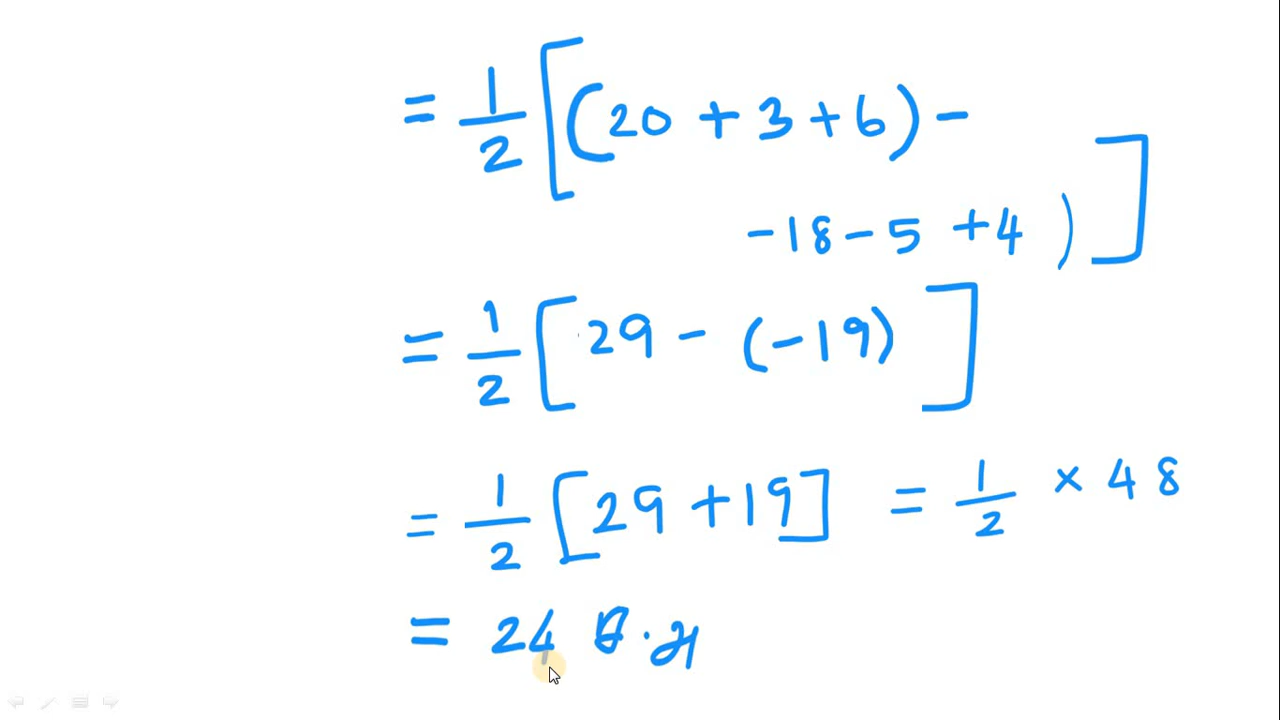 = 1/2 [(20 + 3 + 6) -
-18 - 5 + 4 )]
= 1/2 [ 29 - (-19) ]
= 1/2 [29 + 19] = 1/2 × 48
= 24 ச.அ